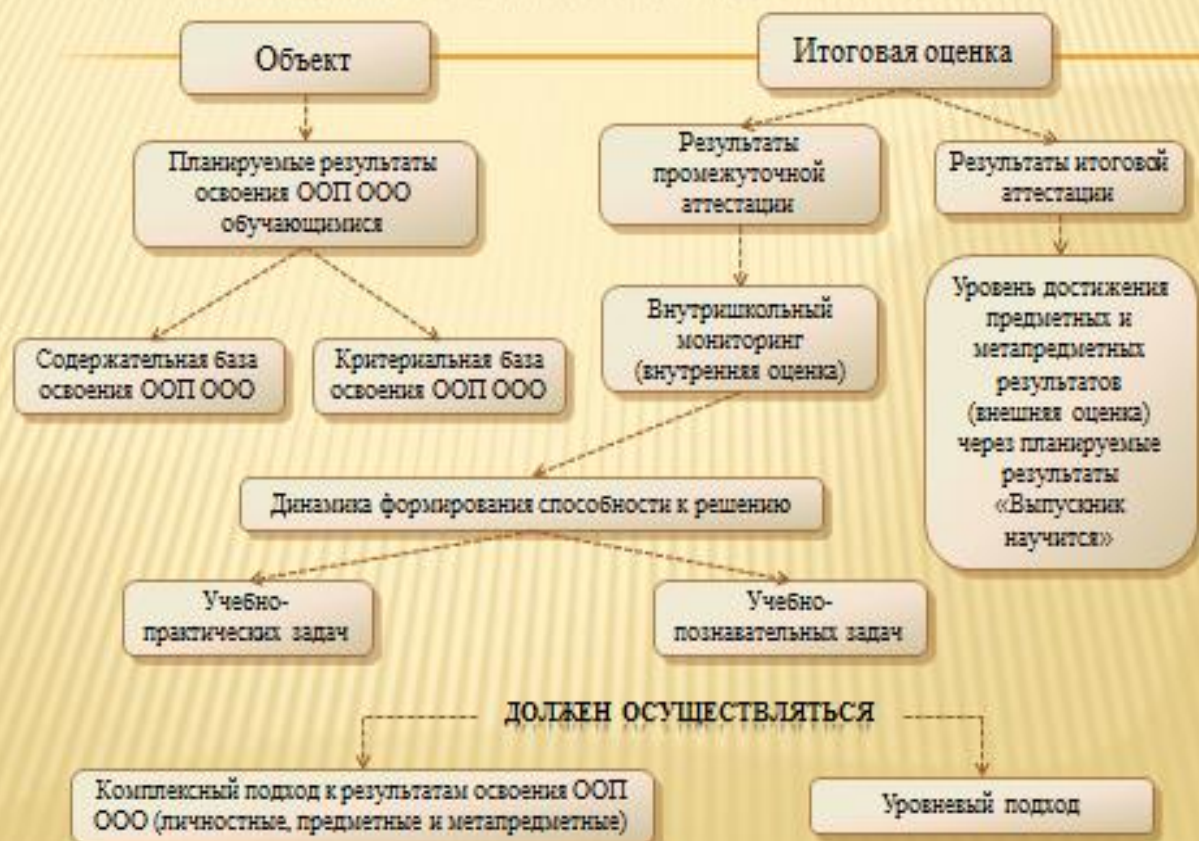 Объект
Итоговая оценка
Планируемые результаты
освоения ООП ООО
обучающимися
Результаты
промежуточной
аттестации
Результаты итоговой
аттестации
Содержательная база
освоения ООП ООО
Критериальная база
освоения ООП ООО
Внутришкольный
мониторинг
(внутренняя оценка)
Уровень достижения
предметных и
метапредметных
результатов
(внешняя оценка)
через планируемые
результаты
«Выпускник
научится»
Динамика формирования способности к решению
Учебно-
практических задач
Учебно-
познавательных задач
ДОЛЖЕН ОСУЩЕСТВЛЯТЬСЯ
Комплексный подход к результатам освоения ООП
ООО (личностные, предметные и метапредметные)
Уровневый подход